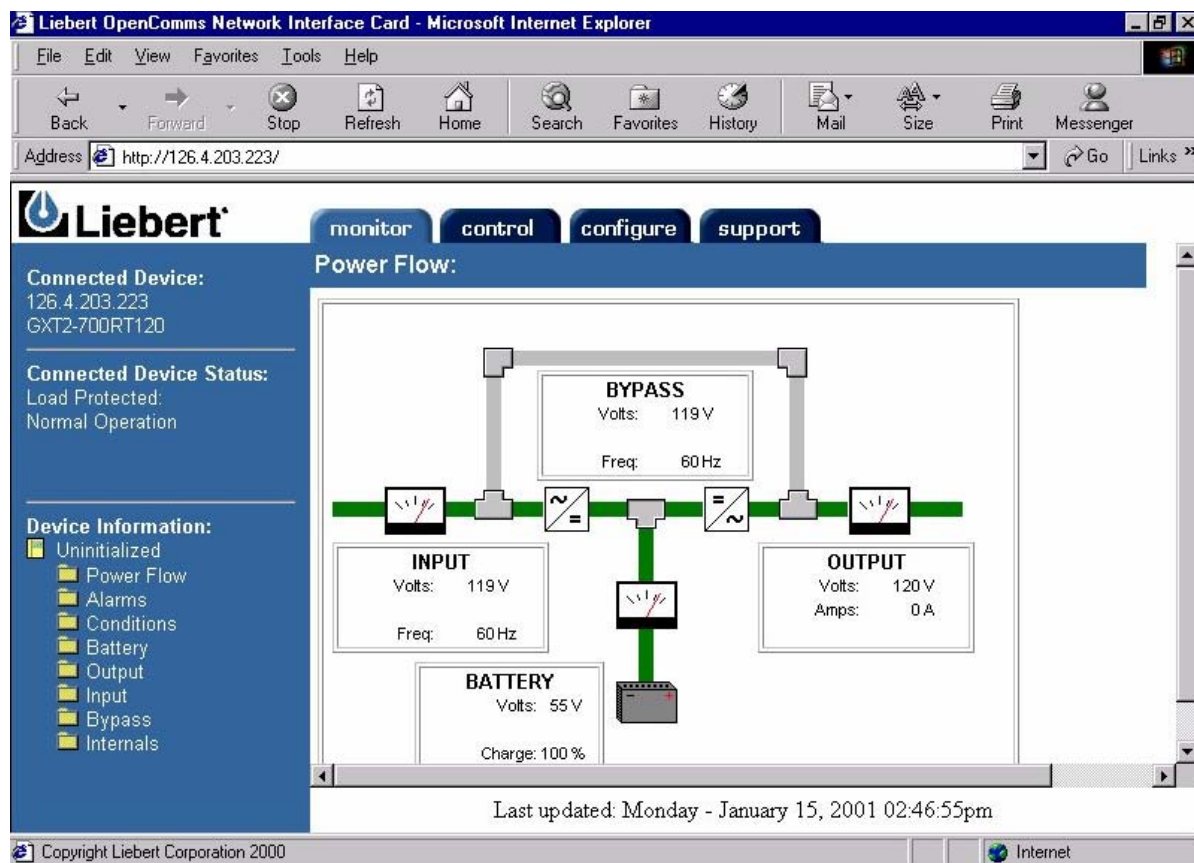 Liebert OpenComms Network Interface Card - Microsoft Internet Explorer
File Edit View Favorites Tools Help
Back Forward Stop Refresh Home Search Favorites History Mail Size Print Messenger
Address http://126.4.203.223/ Go Links »
Liebert
monitor control configure support
Connected Device:
126.4.203.223
GXT2-700RT120
Connected Device Status:
Load Protected:
Normal Operation
Device Information:
Uninitialized
Power Flow
Alarms
Conditions
Battery
Output
Input
Bypass
Internals
Power Flow:
BYPASS
Volts: 119 V
Freq: 60 Hz
INPUT
Volts: 119 V
Freq: 60 Hz
OUTPUT
Volts: 120 V
Amps: 0 A
BATTERY
Volts: 55 V
Charge: 100 %
Last updated: Monday - January 15, 2001 02:46:55pm
Copyright Liebert Corporation 2000 Internet